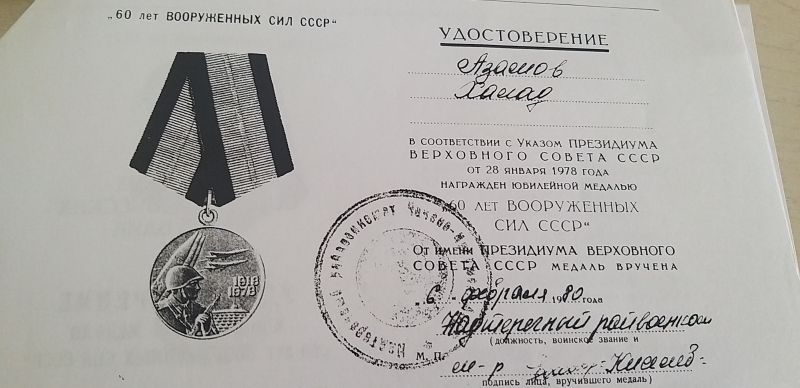 „60 лет ВООРУЖЕННЫХ СИЛ СССР“
1918
1978
УДОСТОВЕРЕНИЕ
Азамов
Хамад
В СООТВЕТСТВИИ С УКАЗОМ ПРЕЗИДИУМА
ВЕРХОВНОГО СОВЕТА СССР
ОТ 28 ЯНВАРЯ 1978 ГОДА
НАГРАЖДЕН ЮБИЛЕЙНОЙ МЕДАЛЬЮ
„60 ЛЕТ ВООРУЖЕННЫХ
СИЛ СССР“
ОТ ИМЕНИ ПРЕЗИДИУМА ВЕРХОВНОГО
СОВЕТА СССР МЕДАЛЬ ВРУЧЕНА
„6“ февраля 1980 года
Надтеречный райвоенком
(должность, воинское звание и
М. П.
м-р
подпись лица, вручившего медаль